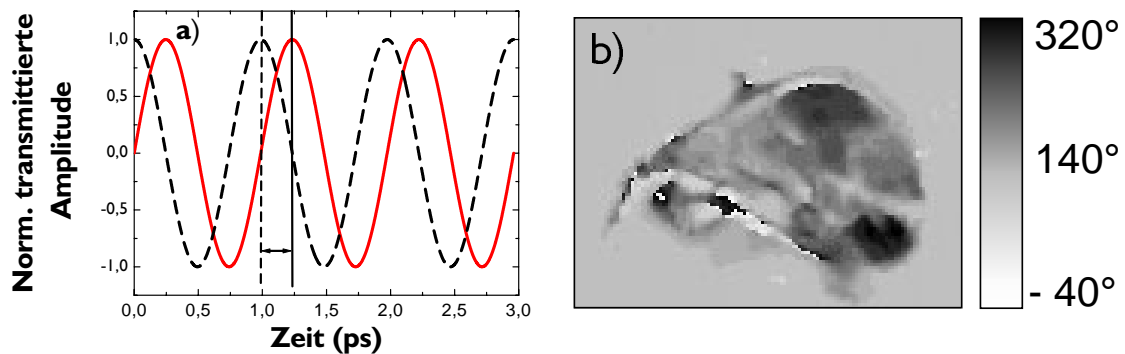 Norm. transmittierte
Amplitude
a)
1,0
0,5
0,0
-0,5
-1,0
0,0 0,5 1,0 1,5 2,0 2,5 3,0
Zeit (ps)
b)
320°
140°
- 40°